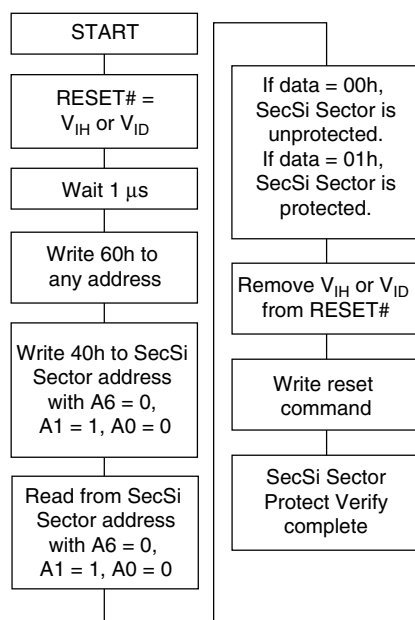 START
RESET# =
V_IH or V_ID
Wait 1 μs
Write 60h to
any address
Write 40h to SecSi
Sector address
with A6 = 0,
A1 = 1, A0 = 0
Read from SecSi
Sector address
with A6 = 0,
A1 = 1, A0 = 0
If data = 00h,
SecSi Sector is
unprotected.
If data = 01h,
SecSi Sector is
protected.
Remove V_IH or V_ID
from RESET#
Write reset
command
SecSi Sector
Protect Verify
complete